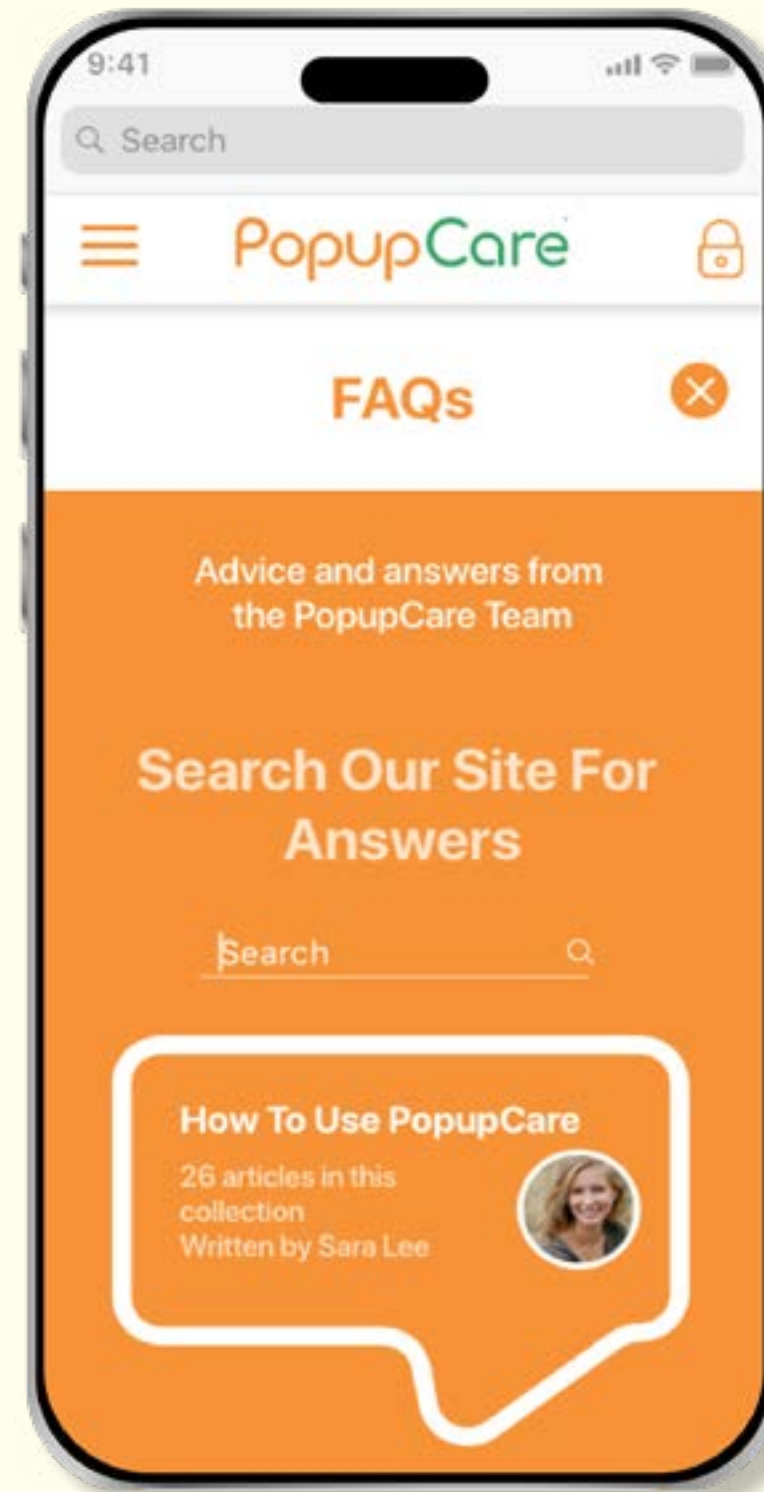 9:41
Search
PopupCare
FAQs
Advice and answers from
the PopupCare Team
Search Our Site For
Answers
Search
How To Use PopupCare
26 articles in this
collection
Written by Sara Lee